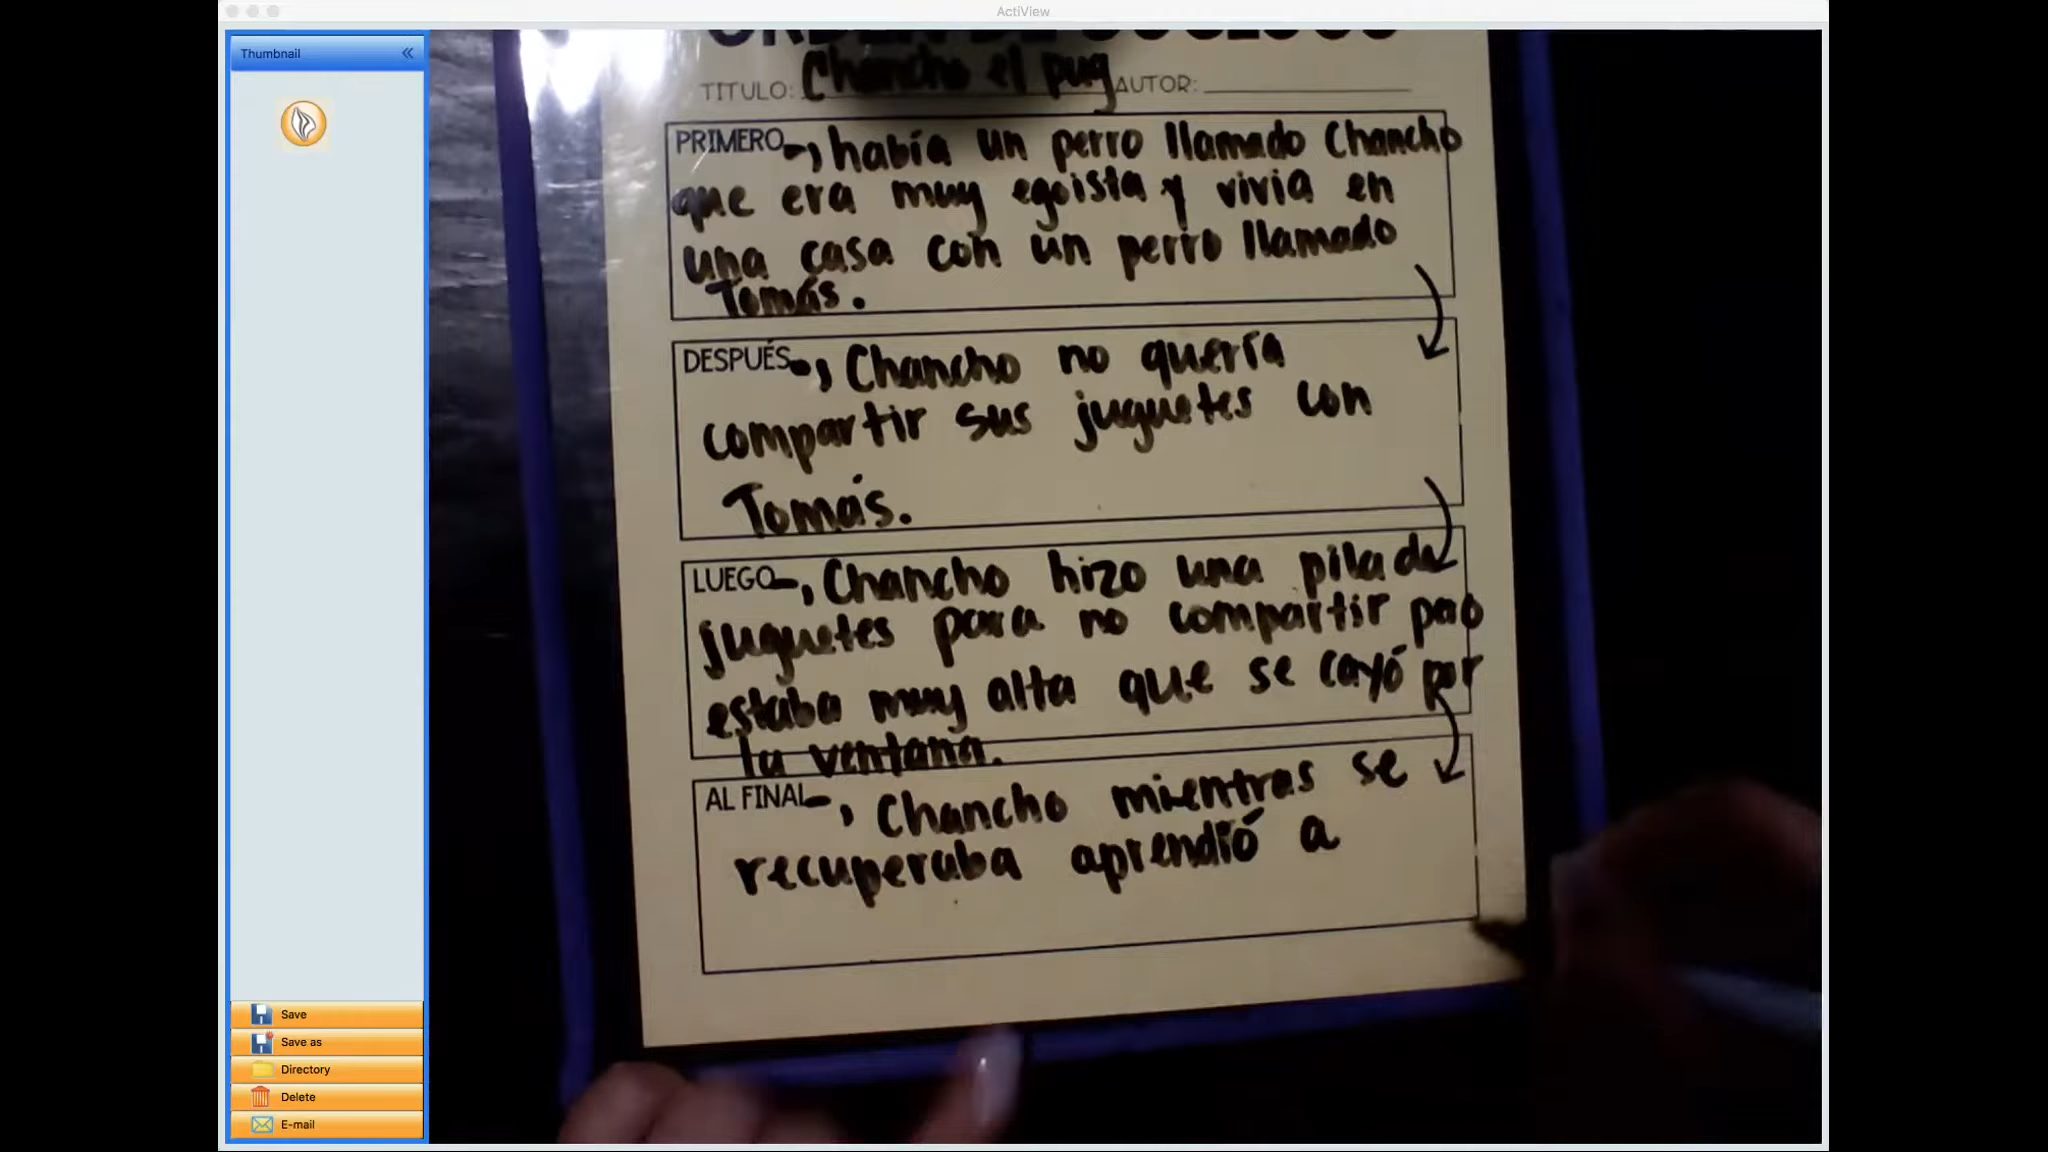 ActiView
Thumbnail
TITULO: Chancho el pug AUTOR:
PRIMERO, había un perro llamado Chancho
que era muy egoista y vivia en
una casa con un perro llamado
Tomás.
DESPUÉS, Chancho no quería
compartir sus juguetes con
Tomás.
LUEGO, Chancho hizo una pila de
juguetes para no compartir pero
estaba muy alta que se cayó por
la ventana.
AL FINAL, Chancho mientras se
recuperaba aprendió a
Save
Save as
Directory
Delete
E-mail